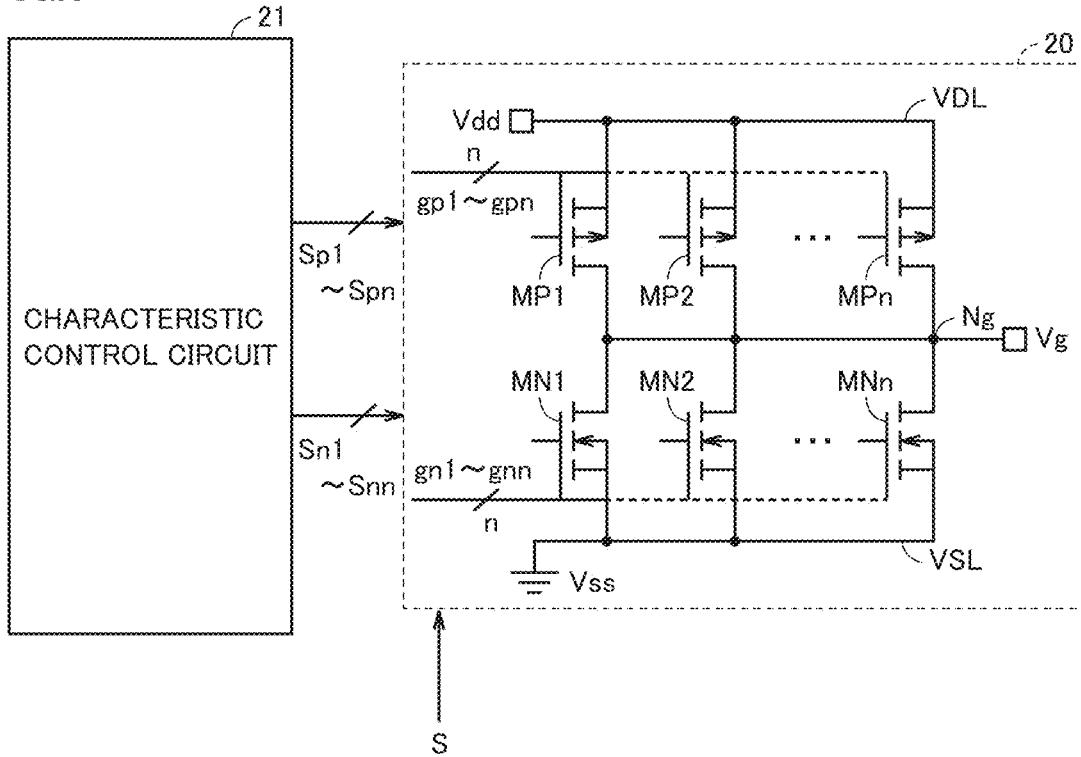 21
20
CHARACTERISTIC
CONTROL CIRCUIT
Sp1
～Spn
Sn1
～Snn
Vdd
VDL
n
gp1～gpn
MP1
MP2
...
MPn
Ng
Vg
MN1
MN2
...
MNn
gn1～gnn
n
VSL
Vss
S